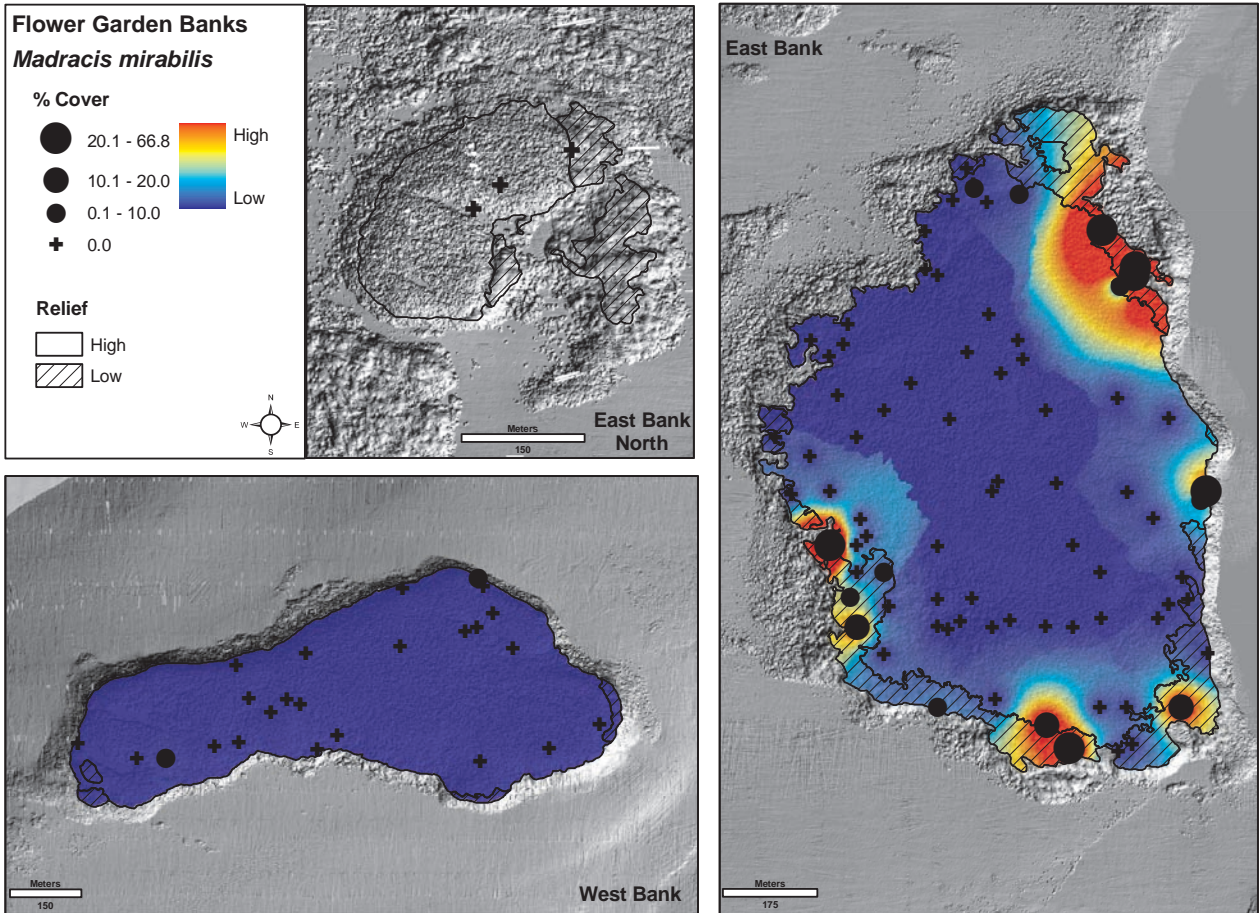 Flower Garden Banks
Madracis mirabilis
% Cover
20.1 - 66.8
10.1 - 20.0
0.1 - 10.0
0.0
High
Low
Relief
High
Low
N
W E
S
Meters
150
East Bank
North
East Bank
Meters
175
Meters
150
West Bank